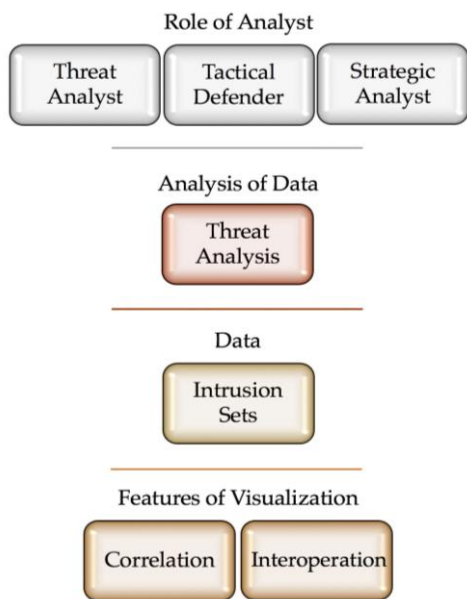 Role of Analyst
Threat
Analyst
Tactical
Defender
Strategic
Analyst
Analysis of Data
Threat
Analysis
Data
Intrusion
Sets
Features of Visualization
Correlation
Interoperation